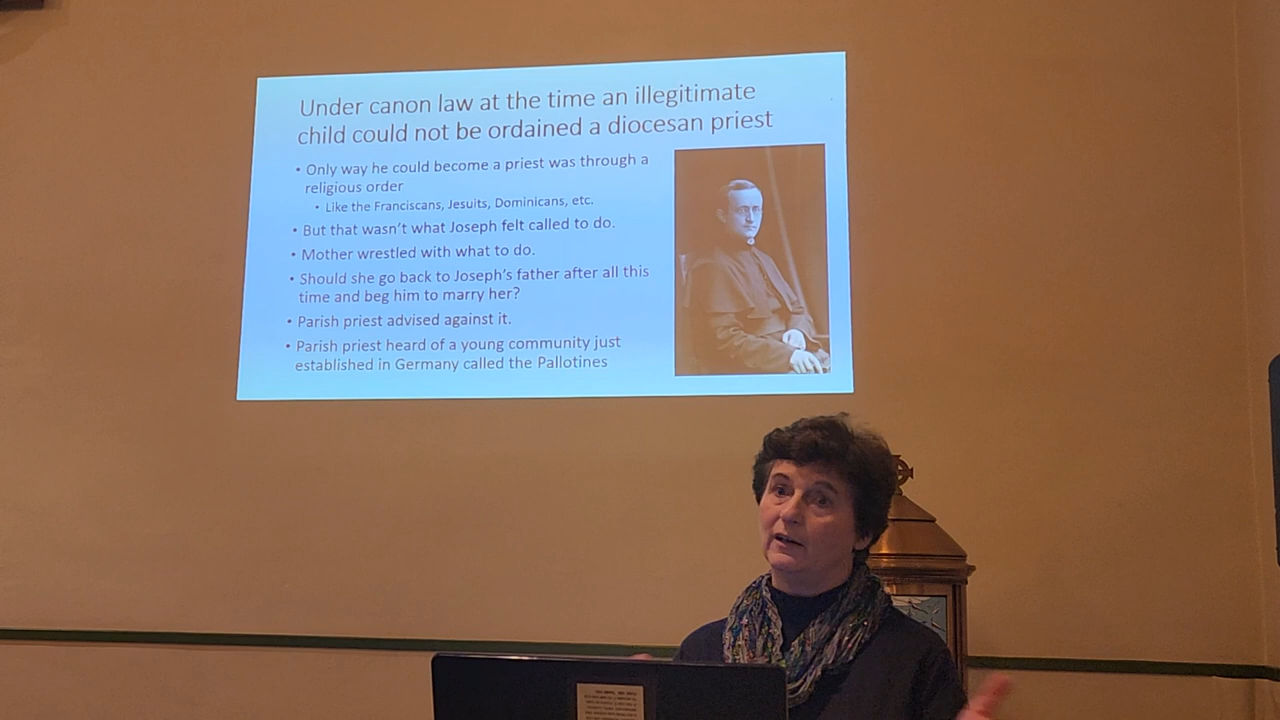 Under canon law at the time an illegitimate
child could not be ordained a diocesan priest
• Only way he could become a priest was through a
religious order
• Like the Franciscans, Jesuits, Dominicans, etc.
• But that wasn't what Joseph felt called to do.
• Mother wrestled with what to do.
• Should she go back to Joseph's father after all this
time and beg him to marry her?
• Parish priest advised against it.
• Parish priest heard of a young community just
established in Germany called the Pallotines